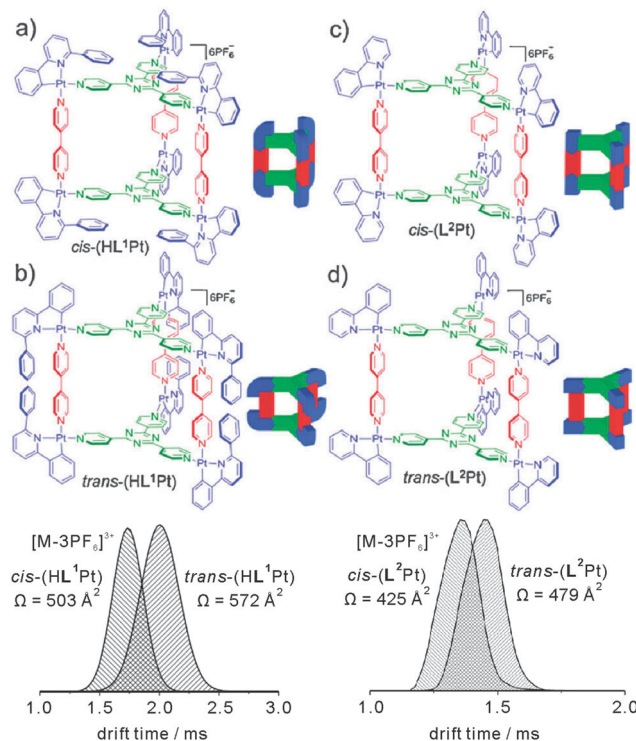 a)
6PF₆⁻
cis-(HL¹Pt)
b)
6PF₆⁻
trans-(HL¹Pt)
c)
6PF₆⁻
cis-(L²Pt)
d)
6PF₆⁻
trans-(L²Pt)
[M-3PF₆]³⁺
cis-(HL¹Pt)
Ω = 503 Å²
trans-(HL¹Pt)
Ω = 572 Å²
1.0 1.5 2.0 2.5 3.0
drift time / ms
[M-3PF₆]³⁺
cis-(L²Pt)
Ω = 425 Å²
trans-(L²Pt)
Ω = 479 Å²
1.0 1.5 2.0
drift time / ms